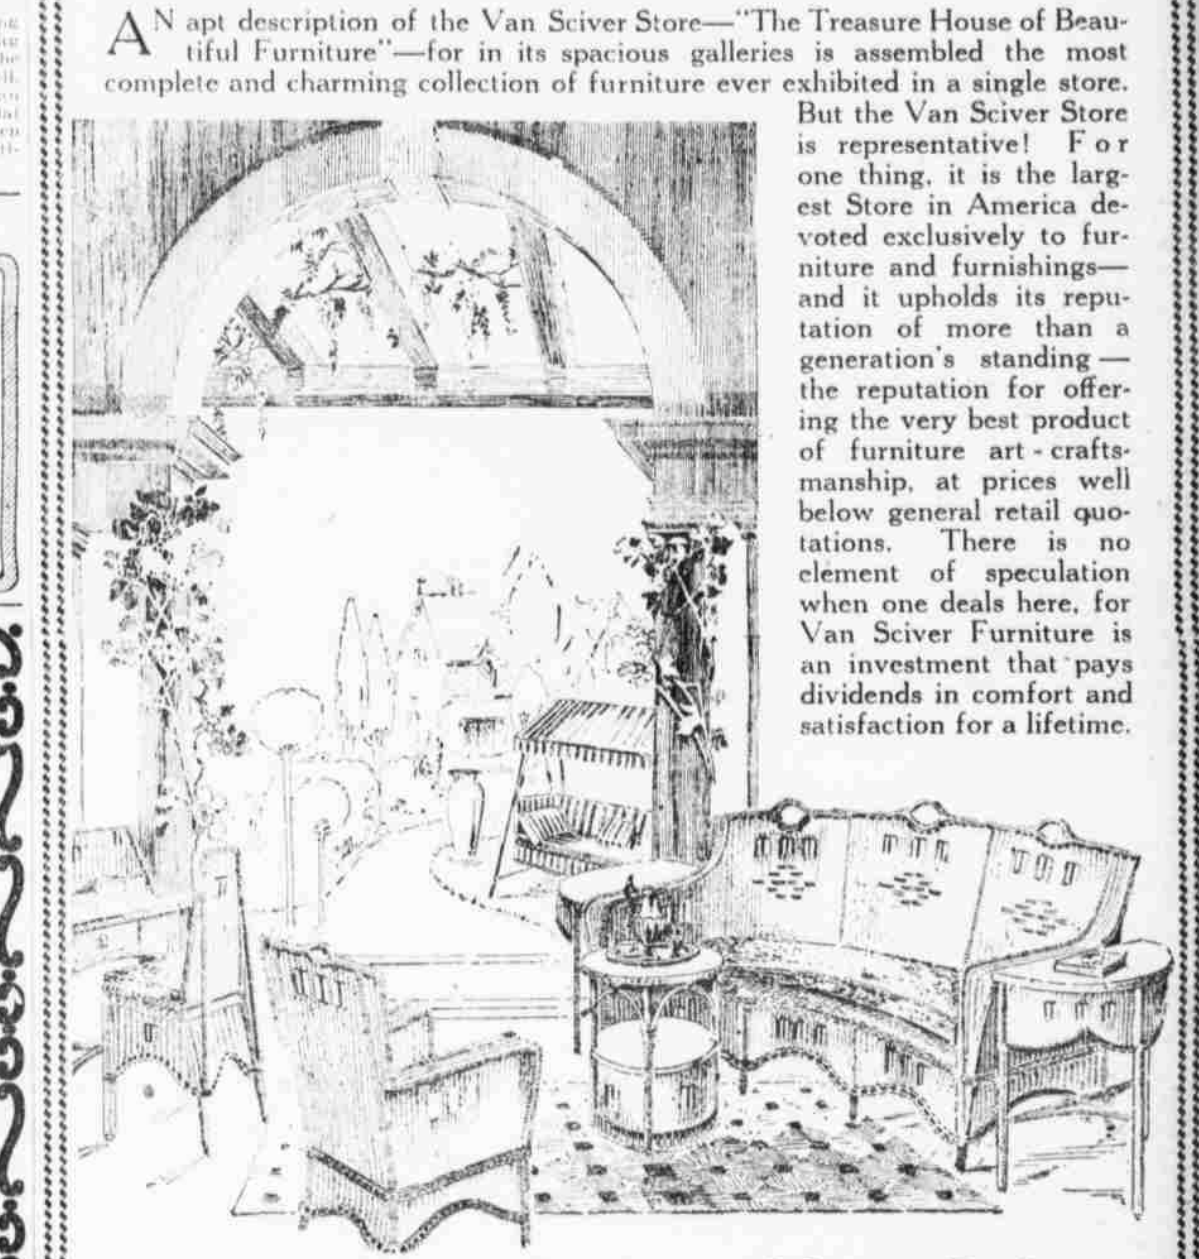 AN apt description of the Van Sciver Store—"The Treasure House of Beau-
tiful Furniture"—for in its spacious galleries is assembled the most
complete and charming collection of furniture ever exhibited in a single store.
But the Van Sciver Store
is representative! For
one thing, it is the larg-
est Store in America de-
voted exclusively to fur-
niture and furnishings—
and it upholds its repu-
tation of more than a
generation's standing—
the reputation for offer-
ing the very best product
of furniture art-crafts-
manship, at prices well
below general retail quo-
tations. There is no
element of speculation
when one deals here, for
Van Sciver Furniture is
an investment that pays
dividends in comfort and
satisfaction for a lifetime.